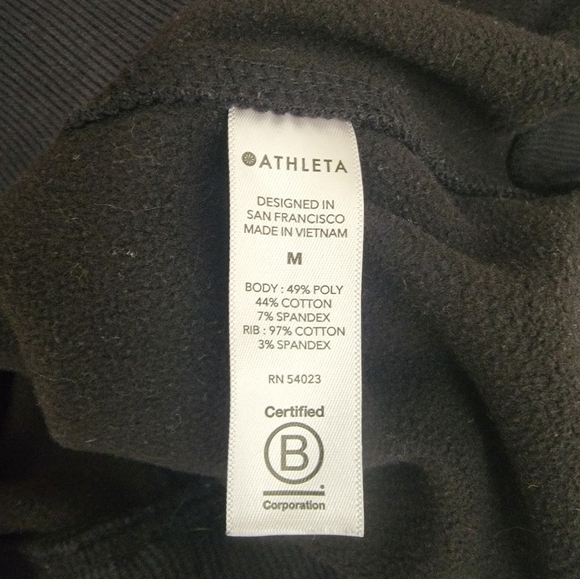 ATHLETA
DESIGNED IN
SAN FRANCISCO
MADE IN VIETNAM
M
BODY : 49% POLY
44% COTTON
7% SPANDEX
RIB : 97% COTTON
3% SPANDEX
RN 54023
Certified
B
Corporation